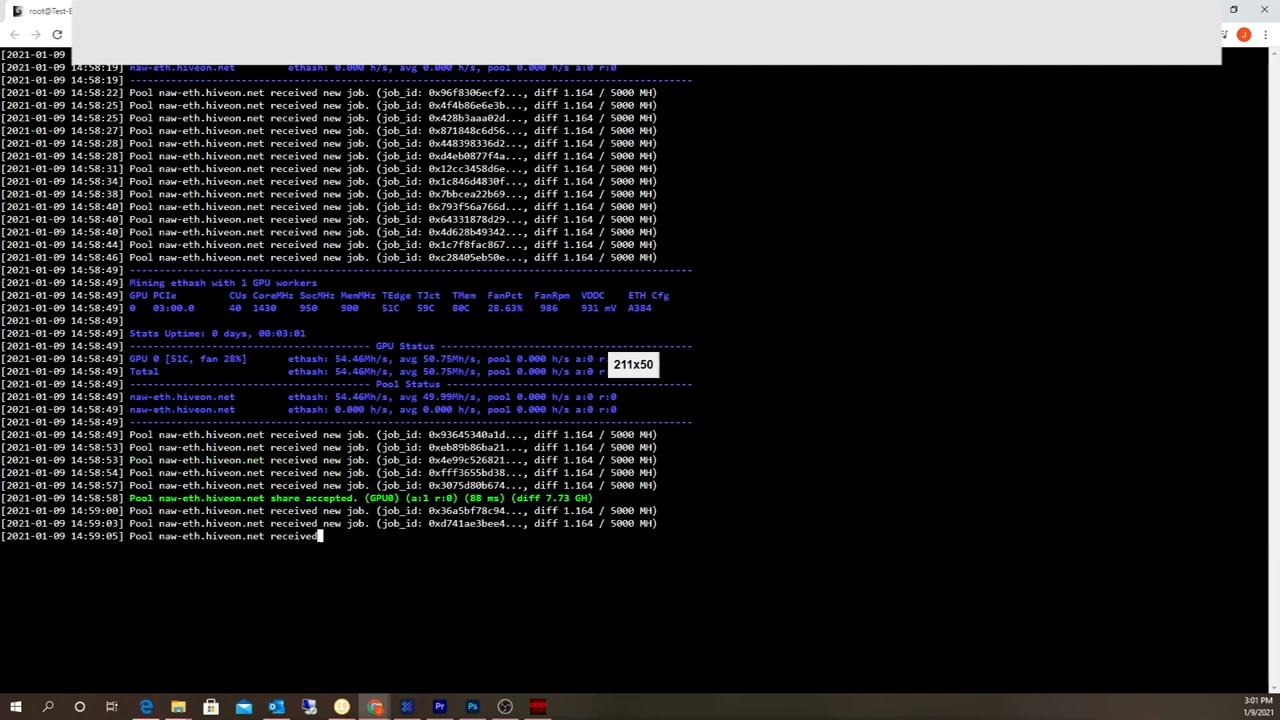 root@Test-E
[2021-01-09
[2021-01-09 14:58:19] naw-eth.hiveon.net ethash: 0.000 h/s, avg 0.000 h/s, pool 0.000 h/s a:0 r:0
[2021-01-09 14:58:19] ----------------------------------------------------------------------------------------------
[2021-01-09 14:58:22] Pool naw-eth.hiveon.net received new job. (job_id: 0x96f8306ecf2..., diff 1.164 / 5000 MH)
[2021-01-09 14:58:25] Pool naw-eth.hiveon.net received new job. (job_id: 0x4f4b86e6e3b..., diff 1.164 / 5000 MH)
[2021-01-09 14:58:25] Pool naw-eth.hiveon.net received new job. (job_id: 0x428b3aaa02d..., diff 1.164 / 5000 MH)
[2021-01-09 14:58:27] Pool naw-eth.hiveon.net received new job. (job_id: 0x871848c6d56..., diff 1.164 / 5000 MH)
[2021-01-09 14:58:28] Pool naw-eth.hiveon.net received new job. (job_id: 0x448398336d2..., diff 1.164 / 5000 MH)
[2021-01-09 14:58:28] Pool naw-eth.hiveon.net received new job. (job_id: 0xd4eb0877f4a..., diff 1.164 / 5000 MH)
[2021-01-09 14:58:31] Pool naw-eth.hiveon.net received new job. (job_id: 0x12cc3458d6e..., diff 1.164 / 5000 MH)
[2021-01-09 14:58:34] Pool naw-eth.hiveon.net received new job. (job_id: 0x1c846d4830f..., diff 1.164 / 5000 MH)
[2021-01-09 14:58:38] Pool naw-eth.hiveon.net received new job. (job_id: 0x7bbcea22b69..., diff 1.164 / 5000 MH)
[2021-01-09 14:58:40] Pool naw-eth.hiveon.net received new job. (job_id: 0x793f56a766d..., diff 1.164 / 5000 MH)
[2021-01-09 14:58:40] Pool naw-eth.hiveon.net received new job. (job_id: 0x64331878d29..., diff 1.164 / 5000 MH)
[2021-01-09 14:58:40] Pool naw-eth.hiveon.net received new job. (job_id: 0x4d628b49342..., diff 1.164 / 5000 MH)
[2021-01-09 14:58:44] Pool naw-eth.hiveon.net received new job. (job_id: 0x1c7f8fac867..., diff 1.164 / 5000 MH)
[2021-01-09 14:58:46] Pool naw-eth.hiveon.net received new job. (job_id: 0xc28405eb50e..., diff 1.164 / 5000 MH)
[2021-01-09 14:58:49] ----------------------------------------------------------------------------------------------
[2021-01-09 14:58:49] Mining ethash with 1 GPU workers
[2021-01-09 14:58:49] GPU PCIe CUs CoreMHz SocMHz MemMHz TEdge TJct TMem FanPct FanRpm VDDC ETH Cfg
[2021-01-09 14:58:49] 0 03:00.0 40 1430 950 900 51C 59C 80C 28.63% 986 931 mV A384
[2021-01-09 14:58:49]
[2021-01-09 14:58:49] Stats Uptime: 0 days, 00:03:01
[2021-01-09 14:58:49] ----------------------------------------- GPU Status -------------------------------------------
[2021-01-09 14:58:49] GPU 0 [51C, fan 28%] ethash: 54.46Mh/s, avg 50.75Mh/s, pool 0.000 h/s a:0 r:
211x50
[2021-01-09 14:58:49] Total ethash: 54.46Mh/s, avg 50.75Mh/s, pool 0.000 h/s a:0 r:
[2021-01-09 14:58:49] ----------------------------------------- Pool Status ------------------------------------------
[2021-01-09 14:58:49] naw-eth.hiveon.net ethash: 54.46Mh/s, avg 49.99Mh/s, pool 0.000 h/s a:0 r:0
[2021-01-09 14:58:49] naw-eth.hiveon.net ethash: 0.000 h/s, avg 0.000 h/s, pool 0.000 h/s a:0 r:0
[2021-01-09 14:58:49] ----------------------------------------------------------------------------------------------
[2021-01-09 14:58:49] Pool naw-eth.hiveon.net received new job. (job_id: 0x93645340a1d..., diff 1.164 / 5000 MH)
[2021-01-09 14:58:53] Pool naw-eth.hiveon.net received new job. (job_id: 0xeb89b86ba21..., diff 1.164 / 5000 MH)
[2021-01-09 14:58:53] Pool naw-eth.hiveon.net received new job. (job_id: 0x4e99c526821..., diff 1.164 / 5000 MH)
[2021-01-09 14:58:54] Pool naw-eth.hiveon.net received new job. (job_id: 0xfff3655bd38..., diff 1.164 / 5000 MH)
[2021-01-09 14:58:57] Pool naw-eth.hiveon.net received new job. (job_id: 0x3075d80b674..., diff 1.164 / 5000 MH)
[2021-01-09 14:58:58] Pool naw-eth.hiveon.net share accepted. (GPU0) (a:1 r:0) (88 ms) (diff 7.73 GH)
[2021-01-09 14:59:00] Pool naw-eth.hiveon.net received new job. (job_id: 0x36a5bf78c94..., diff 1.164 / 5000 MH)
[2021-01-09 14:59:03] Pool naw-eth.hiveon.net received new job. (job_id: 0xd741ae3bee4..., diff 1.164 / 5000 MH)
[2021-01-09 14:59:05] Pool naw-eth.hiveon.net received
3:01 PM
1/9/2021